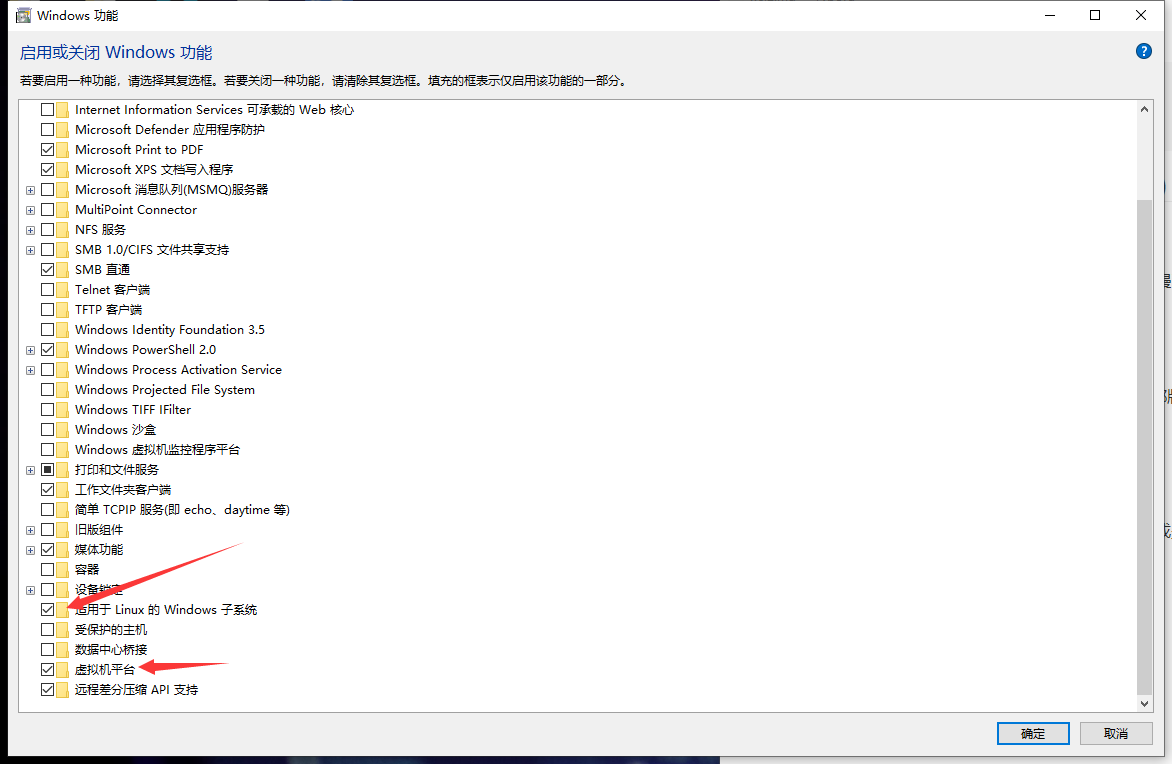 Windows 功能
启用或关闭 Windows 功能
若要启用一种功能，请选择其复选框。若要关闭一种功能，请清除其复选框。填充的框表示仅启用该功能的一部分。
Internet Information Services 可承载的 Web 核心
Microsoft Defender 应用程序防护
Microsoft Print to PDF
Microsoft XPS 文档写入程序
Microsoft 消息队列(MSMQ)服务器
MultiPoint Connector
NFS 服务
SMB 1.0/CIFS 文件共享支持
SMB 直通
Telnet 客户端
TFTP 客户端
Windows Identity Foundation 3.5
Windows PowerShell 2.0
Windows Process Activation Service
Windows Projected File System
Windows TIFF IFilter
Windows 沙盒
Windows 虚拟机监控程序平台
打印和文件服务
工作文件夹客户端
简单 TCPIP 服务(即 echo、daytime 等)
旧版组件
媒体功能
容器
设备锁定
适用于 Linux 的 Windows 子系统
受保护的主机
数据中心桥接
虚拟机平台
远程差分压缩 API 支持
确定
取消